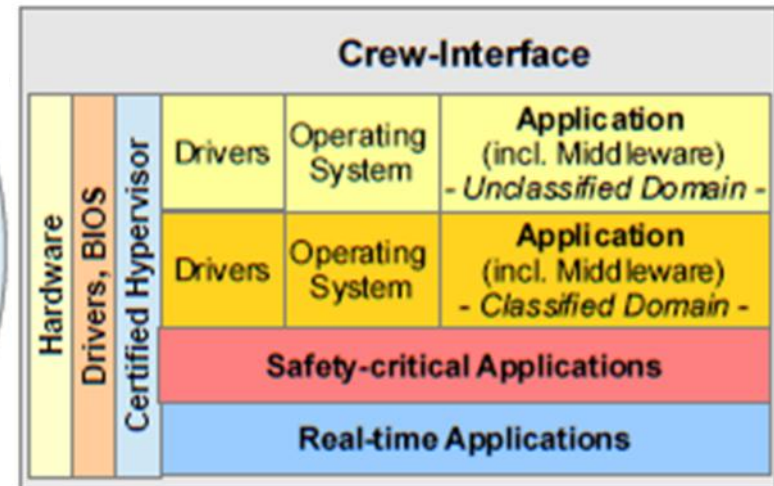 Crew-Interface
Hardware
Drivers, BIOS
Certified Hypervisor
Drivers
Operating
System
Application
(incl. Middleware)
- Unclassified Domain -
Drivers
Operating
System
Application
(incl. Middleware)
- Classified Domain -
Safety-critical Applications
Real-time Applications